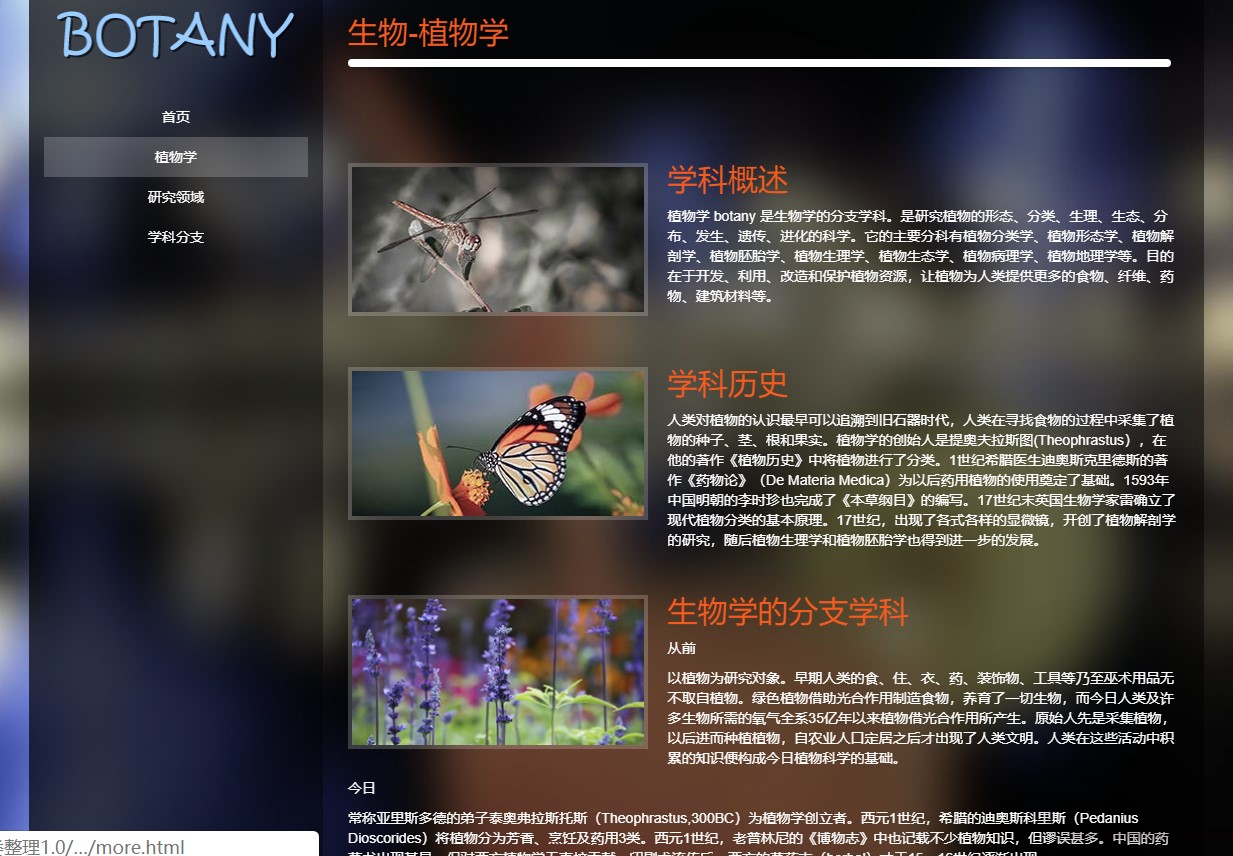 BOTANY
首页
植物学
研究领域
学科分支
生物-植物学
学科概述
植物学 botany 是生物学的分支学科。是研究植物的形态、分类、生理、生态、分
布、发生、遗传、进化的科学。它的主要分科有植物分类学、植物形态学、植物解
剖学、植物胚胎学、植物生理学、植物生态学、植物病理学、植物地理学等。目的
在于开发、利用、改造和保护植物资源，让植物为人类提供更多的食物、纤维、药
物、建筑材料等。
学科历史
人类对植物的认识最早可以追溯到旧石器时代，人类在寻找食物的过程中采集了植
物的种子、茎、根和果实。植物学的创始人是提奥夫拉斯图(Theophrastus），在
他的著作《植物历史》中将植物进行了分类。1世纪希腊医生迪奥斯克里德斯的著
作《药物论》（De Materia Medica）为以后药用植物的使用奠定了基础。1593年
中国明朝的李时珍也完成了《本草纲目》的编写。17世纪末英国生物学家雷确立了
现代植物分类的基本原理。17世纪，出现了各式各样的显微镜，开创了植物解剖学
的研究，随后植物生理学和植物胚胎学也得到进一步的发展。
生物学的分支学科
从前
以植物为研究对象。早期人类的食、住、衣、药、装饰物、工具等乃至巫术用品无
不取自植物。绿色植物借助光合作用制造食物，养育了一切生物，而今日人类及许
多生物所需的氧气全系35亿年以来植物借光合作用所产生。原始人先是采集植物，
以后进而种植植物，自农业人口定居之后才出现了人类文明。人类在这些活动中积
累的知识便构成今日植物科学的基础。
今日
常称亚里斯多德的弟子泰奥弗拉斯托斯（Theophrastus,300BC）为植物学创立者。西元1世纪，希腊的迪奥斯科里斯（Pedanius
Dioscorides）将植物分为芳香、烹饪及药用3类。西元1世纪，老普林尼的《博物志》中也记载不少植物知识，但谬误甚多。中国的药
整理1.0/.../more.html